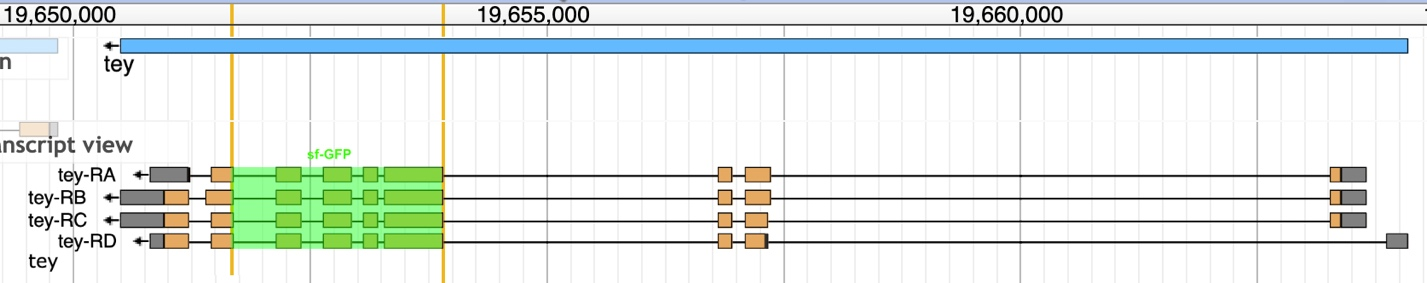 19,650,000 19,655,000 19,660,000
n
tey
nscript view
sf-GFP
tey-RA
tey-RB
tey-RC
tey-RD
tey